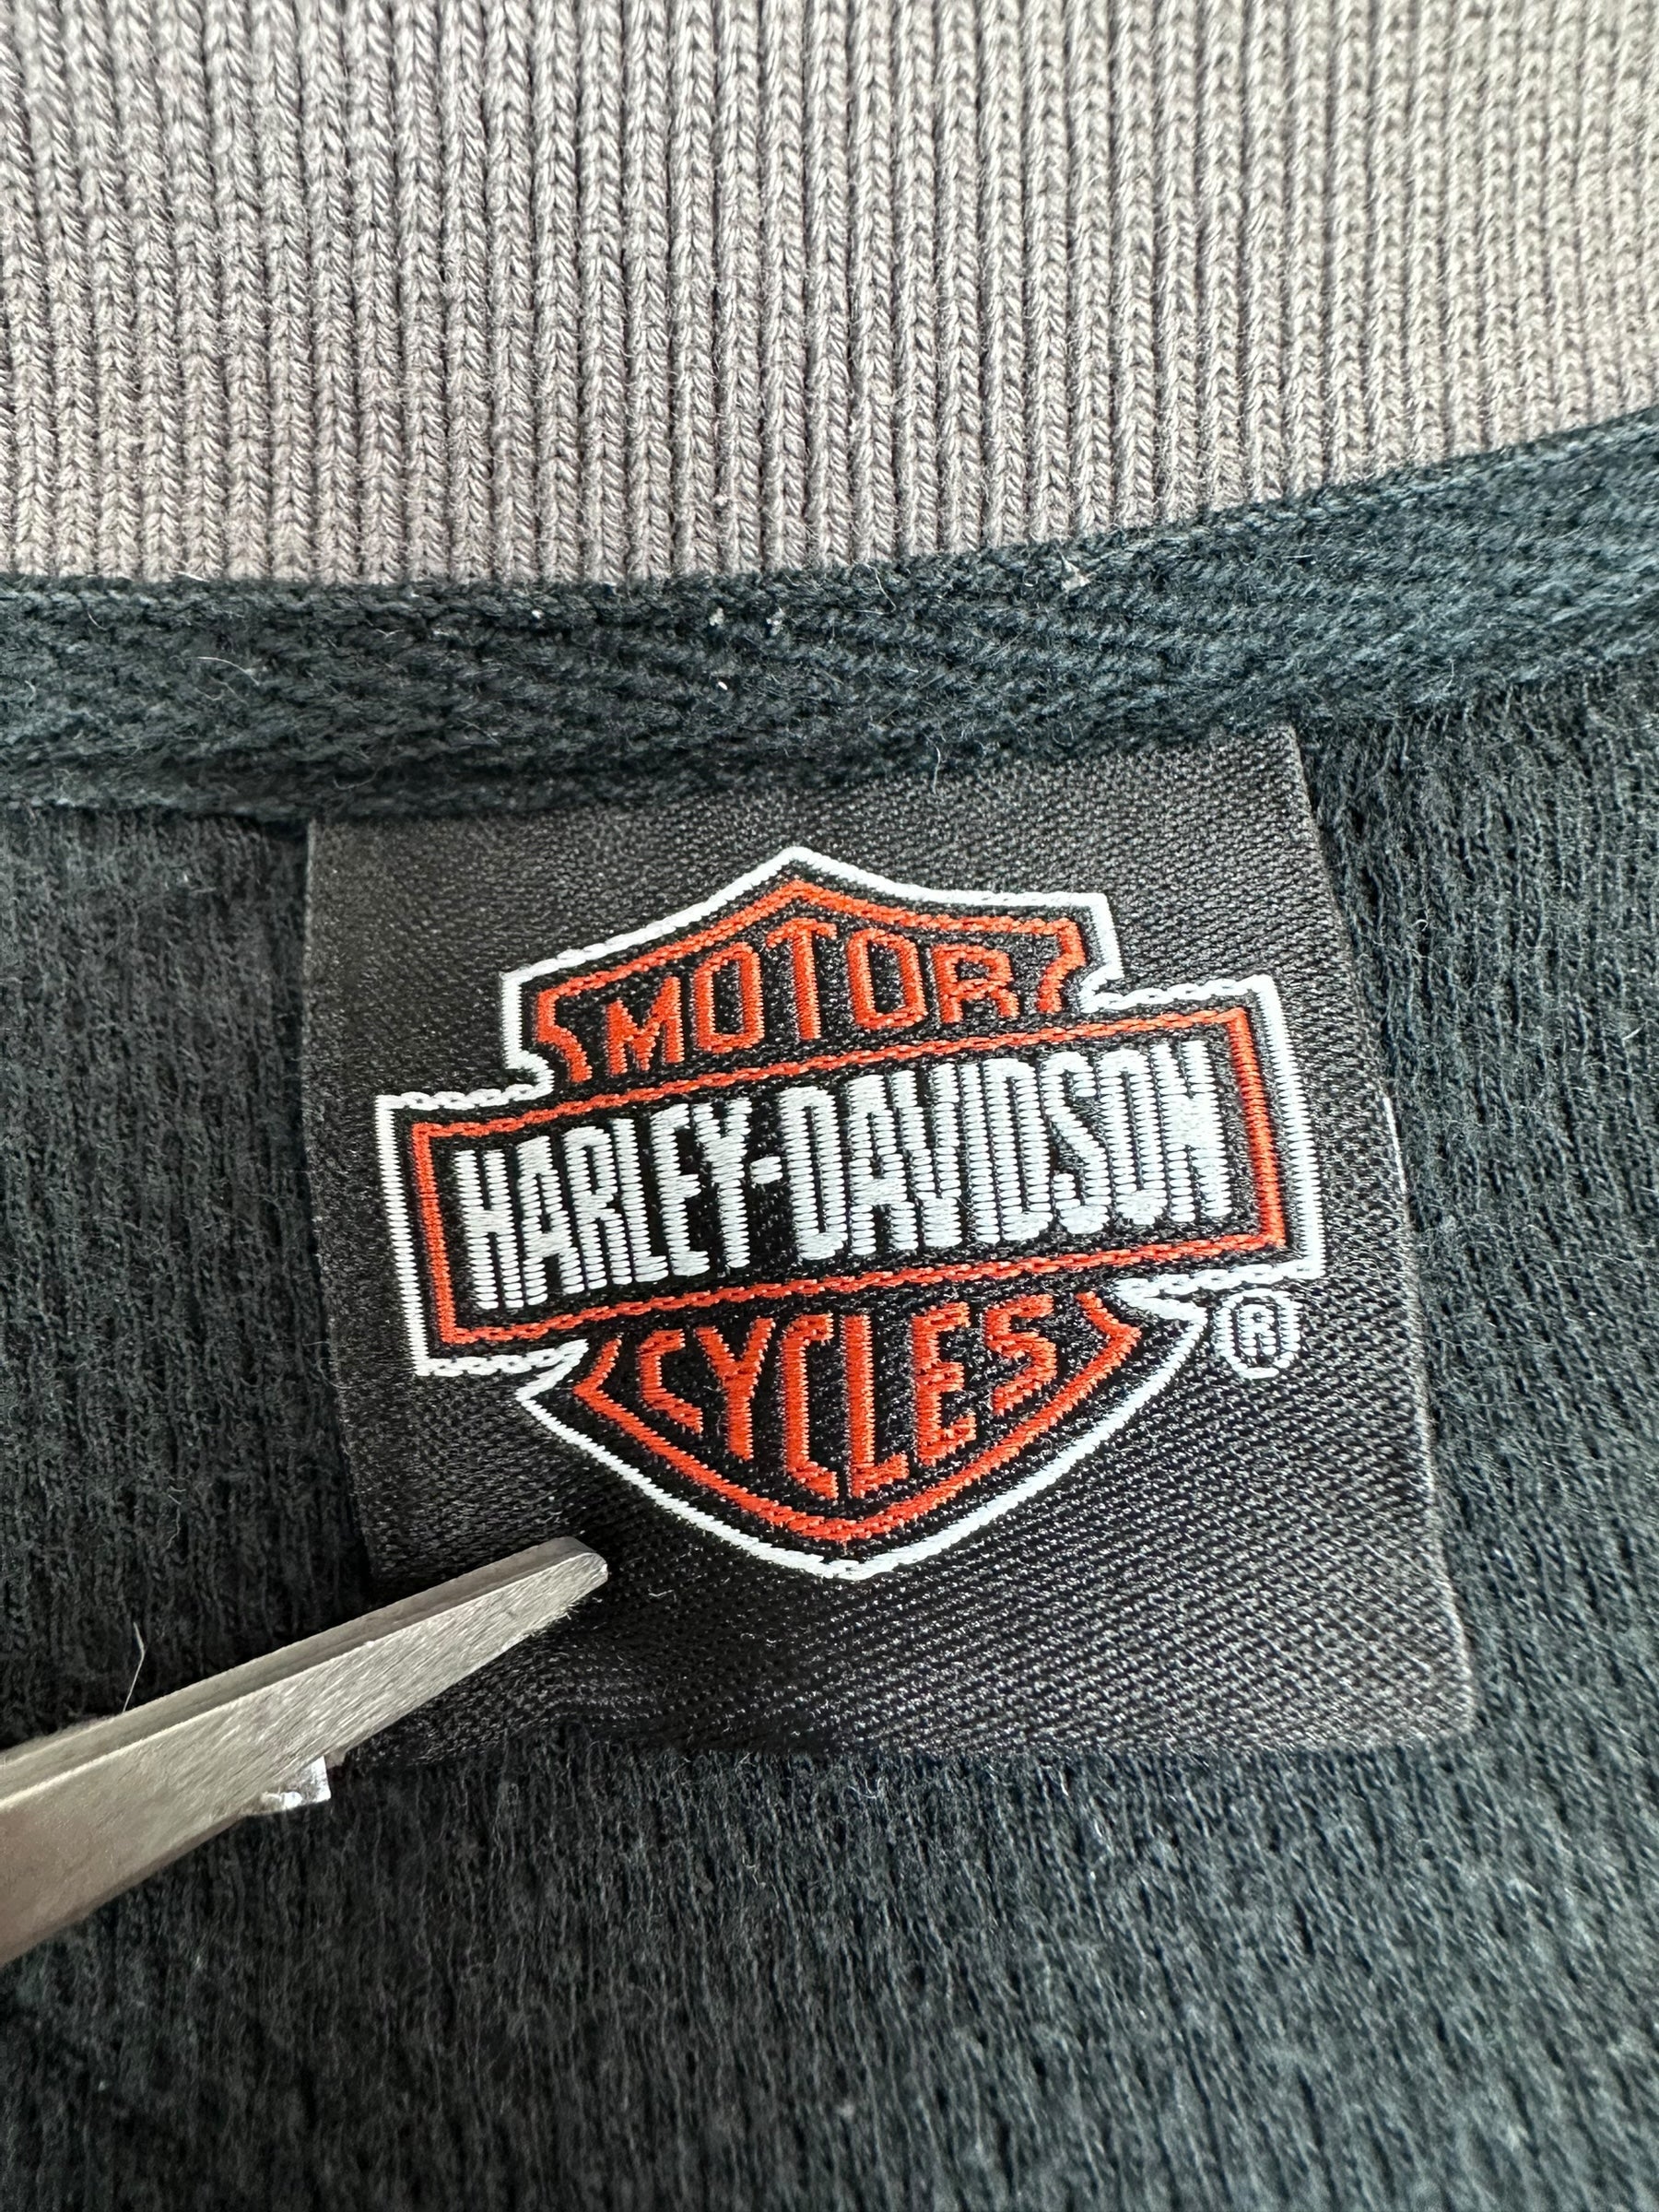 MOTOR
HARLEY-DAVIDSON
CYCLES
®